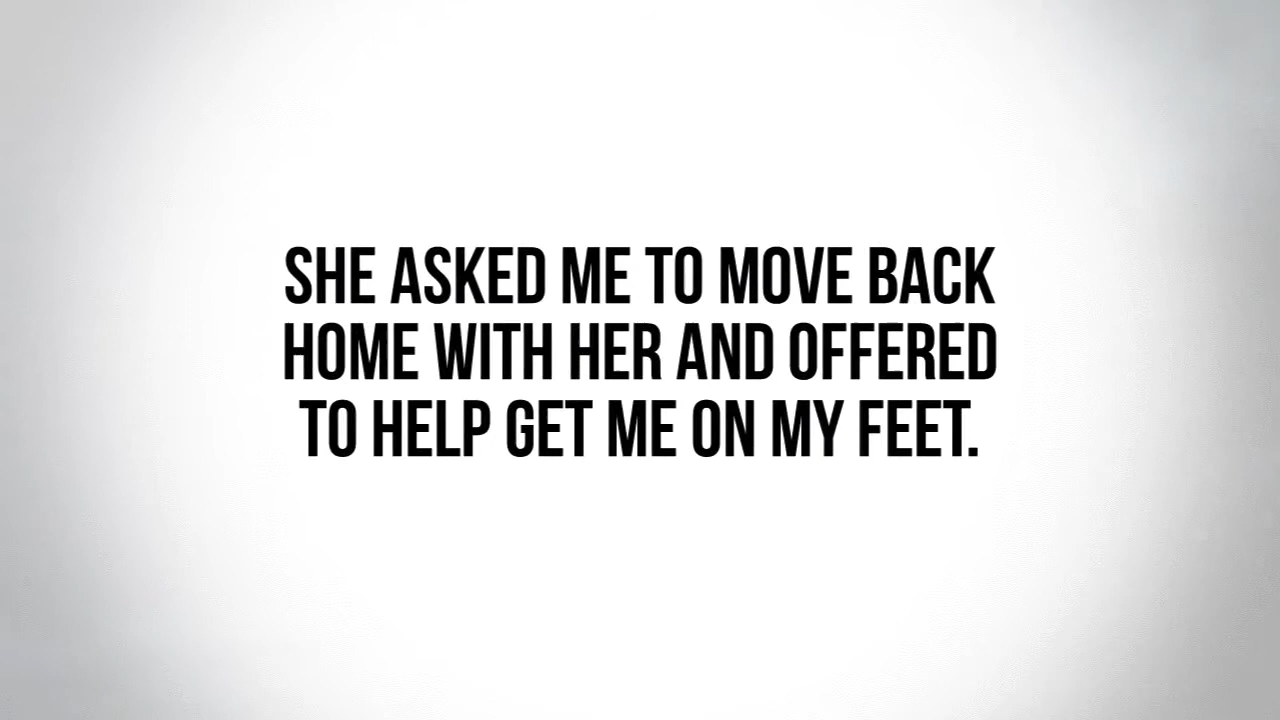 SHE ASKED ME TO MOVE BACK
HOME WITH HER AND OFFERED
TO HELP GET ME ON MY FEET.